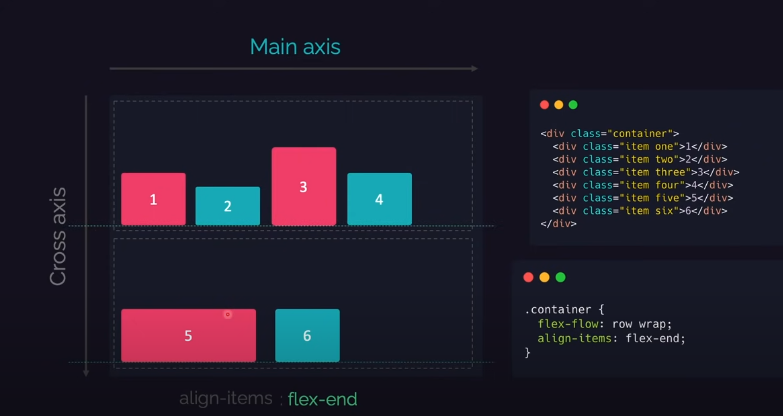 Main axis
Cross axis
1
2
3
4
5
6
align-items : flex-end
<div class="container">
<div class="item one">1</div>
<div class="item two">2</div>
<div class="item three">3</div>
<div class="item four">4</div>
<div class="item five">5</div>
<div class="item six">6</div>
</div>
.container {
flex-flow: row wrap;
align-items: flex-end;
}